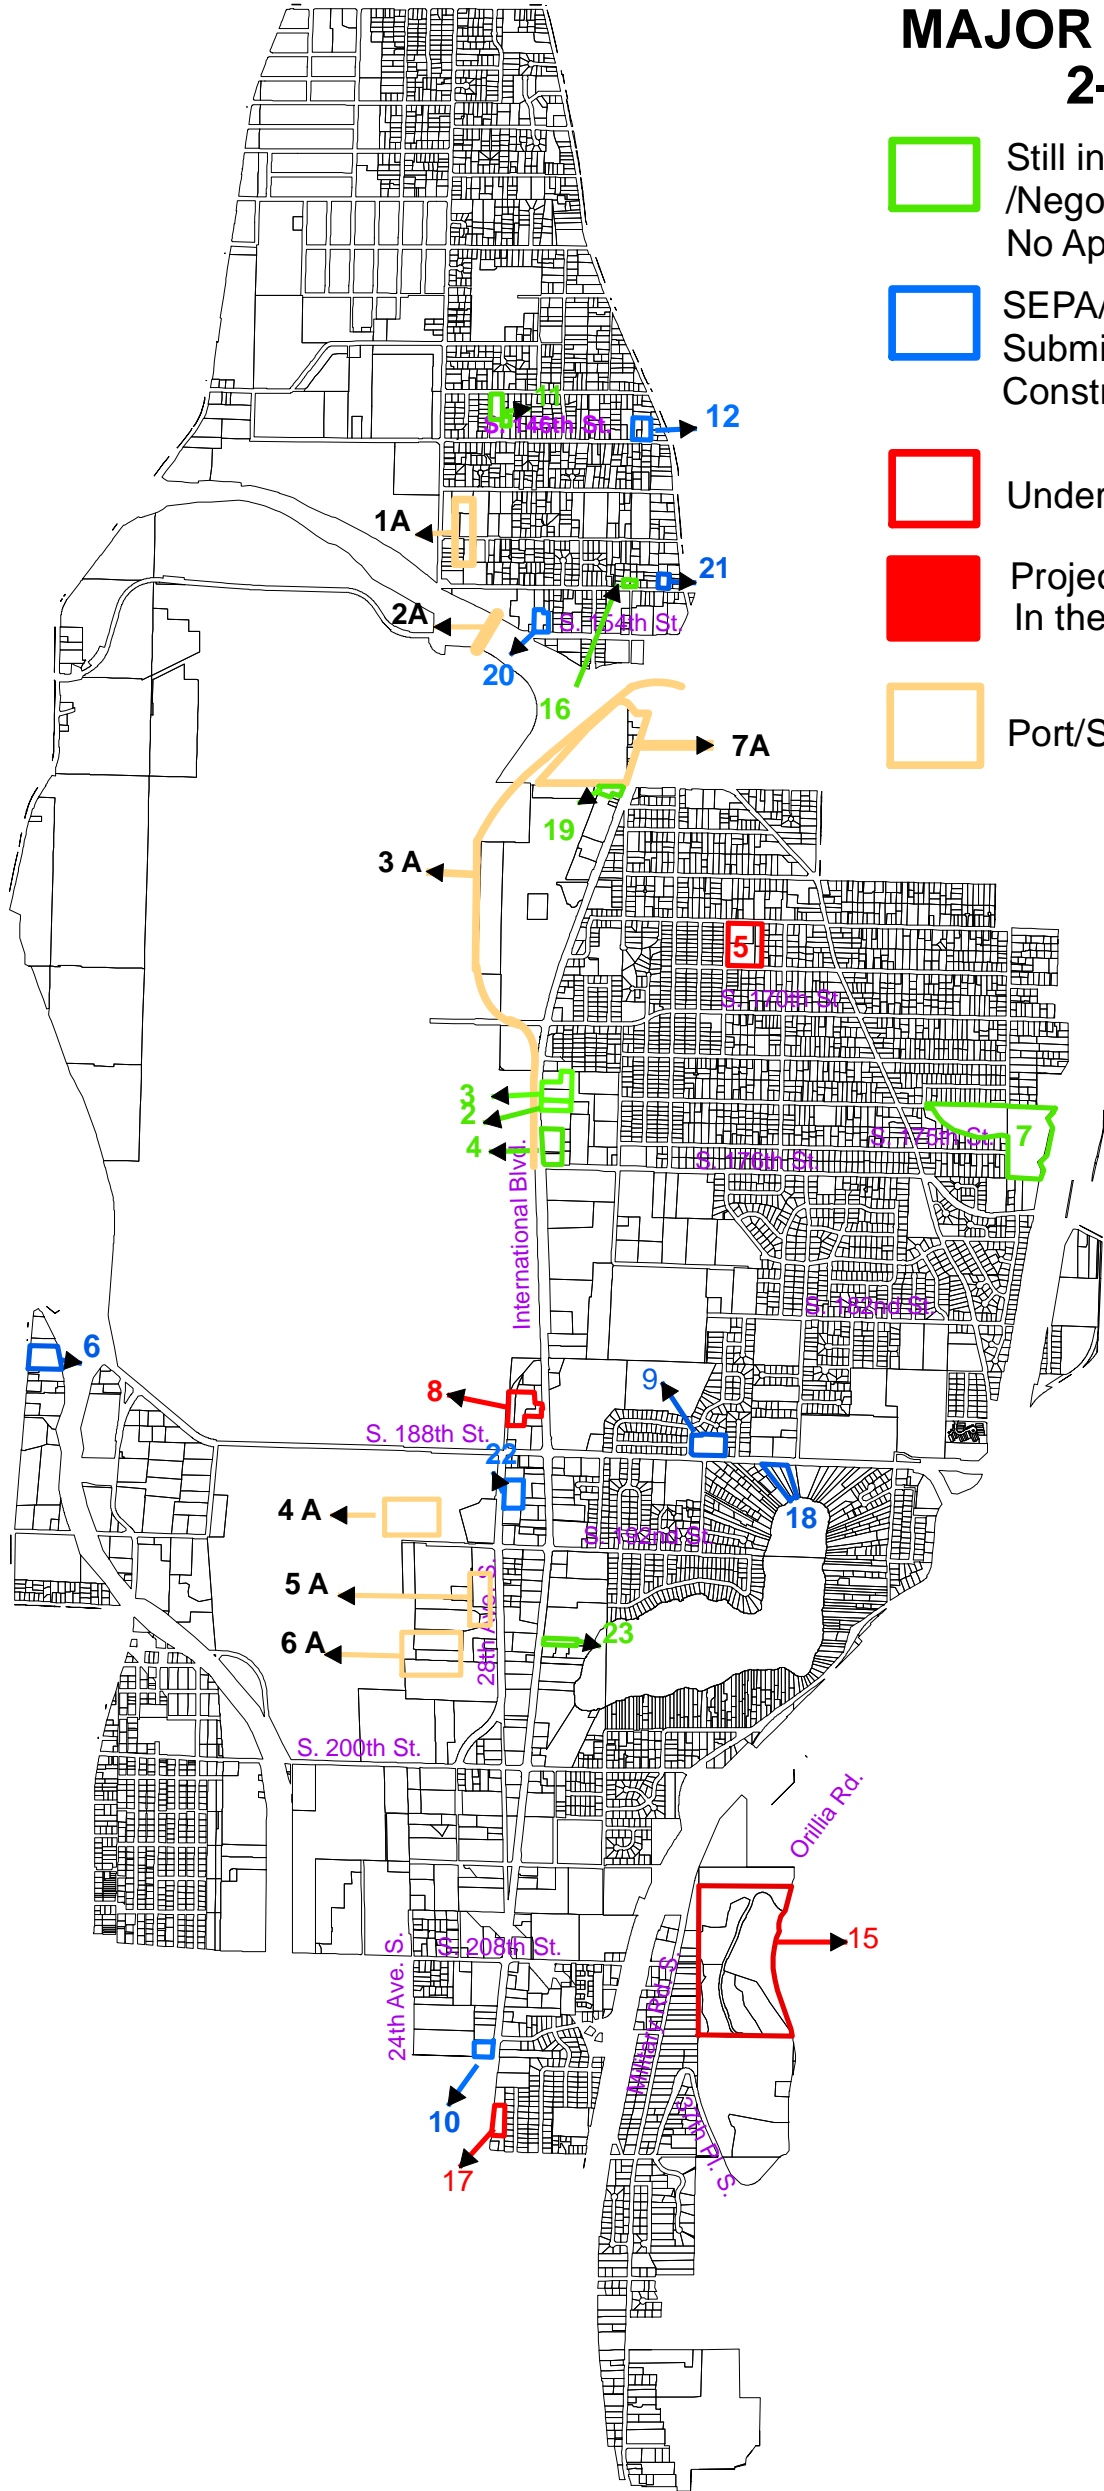 MAJOR
2-
Still in
/Nego
No Ap
SEPA/
Submi
Constr
Under
Projec
In the
Port/S
11
S. 146th St.
12
1A
21
2A
S. 154th St.
20
16
7A
19
3 A
5
S. 170th St.
3
2
4
7
S. 175th St.
S. 176th St.
International Blvd.
S. 182nd St.
6
8
9
S. 188th St.
22
4 A
18
S. 192nd St.
5 A
28th Ave. S.
6 A
23
S. 200th St.
Orillia Rd.
15
24th Ave. S.
S. 208th St.
Military Rd. S.
10
37th Pl. S.
17